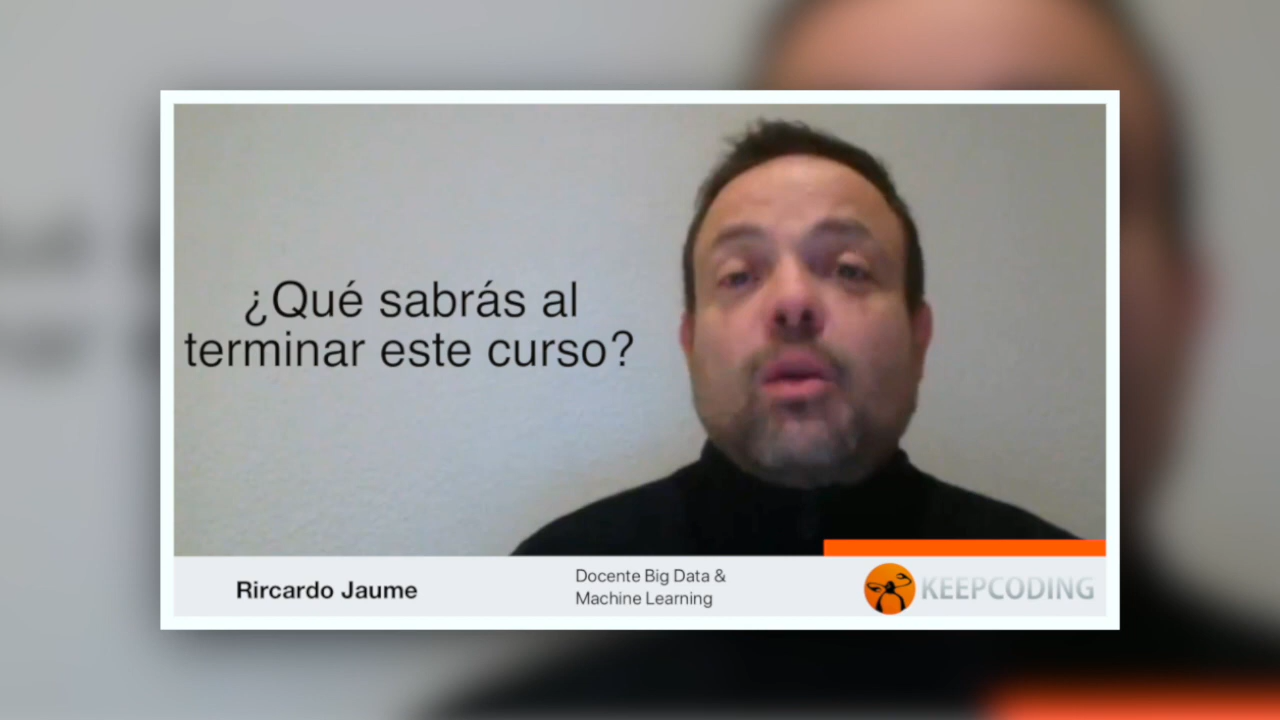 ¿Qué sabrás al
terminar este curso?
Rircardo Jaume
Docente Big Data &
Machine Learning
KEEPCODING